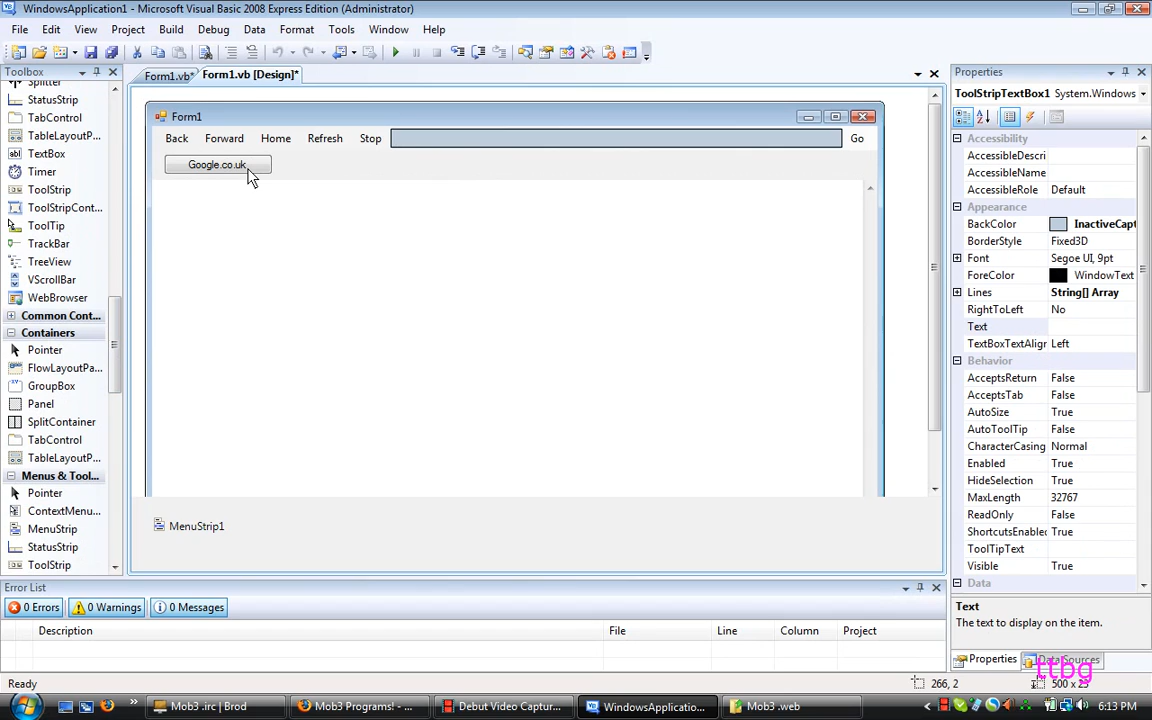 WindowsApplication1 - Microsoft Visual Basic 2008 Express Edition (Administrator)
File Edit View Project Build Debug Data Format Tools Window Help
Toolbox
Form1.vb* Form1.vb [Design]*
Properties
Splitter
StatusStrip
TabControl
TableLayoutP...
TextBox
Timer
ToolStrip
ToolStripCont...
ToolTip
TrackBar
TreeView
VScrollBar
WebBrowser
Common Cont...
Containers
Pointer
FlowLayoutPa...
GroupBox
Panel
SplitContainer
TabControl
TableLayoutP...
Menus & Tool...
Pointer
ContextMenu...
MenuStrip
StatusStrip
ToolStrip
Form1
Back Forward Home Refresh Stop Go
Google.co.uk
MenuStrip1
ToolStripTextBox1 System.Windows
Accessibility
AccessibleDescri
AccessibleName
AccessibleRole Default
Appearance
BackColor InactiveCapt
BorderStyle Fixed3D
Font Segoe UI, 9pt
ForeColor WindowText
Lines String[] Array
RightToLeft No
Text
TextBoxTextAlign Left
Behavior
AcceptsReturn False
AcceptsTab False
AutoSize True
AutoToolTip False
CharacterCasing Normal
Enabled True
HideSelection True
MaxLength 32767
ReadOnly False
ShortcutsEnabled True
ToolTipText
Visible True
Data
Text
The text to display on the item.
Properties Data Sources
Error List
0 Errors 0 Warnings 0 Messages
Description File Line Column Project
ttbg
Ready 266, 2 500 x 23
Mob3 .irc | Brod Mob3 Programs! - ... Debut Video Captur... WindowsApplicatio... Mob3 .web 6:13 PM